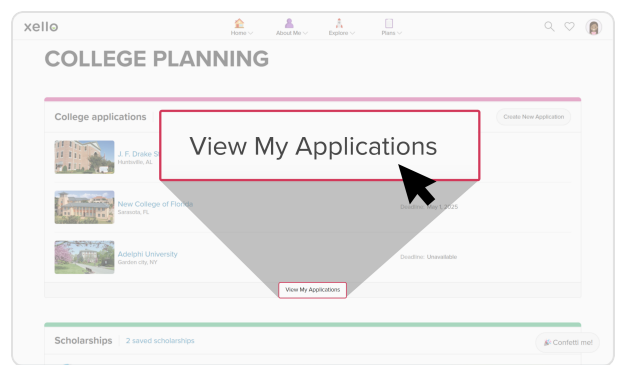 xello
Home
About Me
Explore
Plans
COLLEGE PLANNING
College applications
Create New Application
View My Applications
J. F. Drake St
Huntsville, AL
New College of Florida
Sarasota, FL
Deadline: May 1, 2025
Adelphi University
Garden city, NY
Deadline: Unavailable
View My Applications
Scholarships
2 saved scholarships
Confetti me!